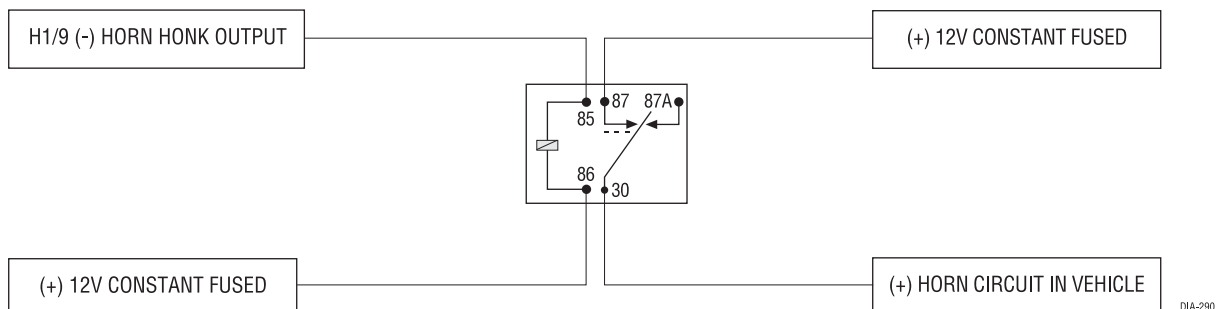 H1/9 (-) HORN HONK OUTPUT
(+) 12V CONSTANT FUSED
87
87A
85
86
30
(+) 12V CONSTANT FUSED
(+) HORN CIRCUIT IN VEHICLE
DIA-290